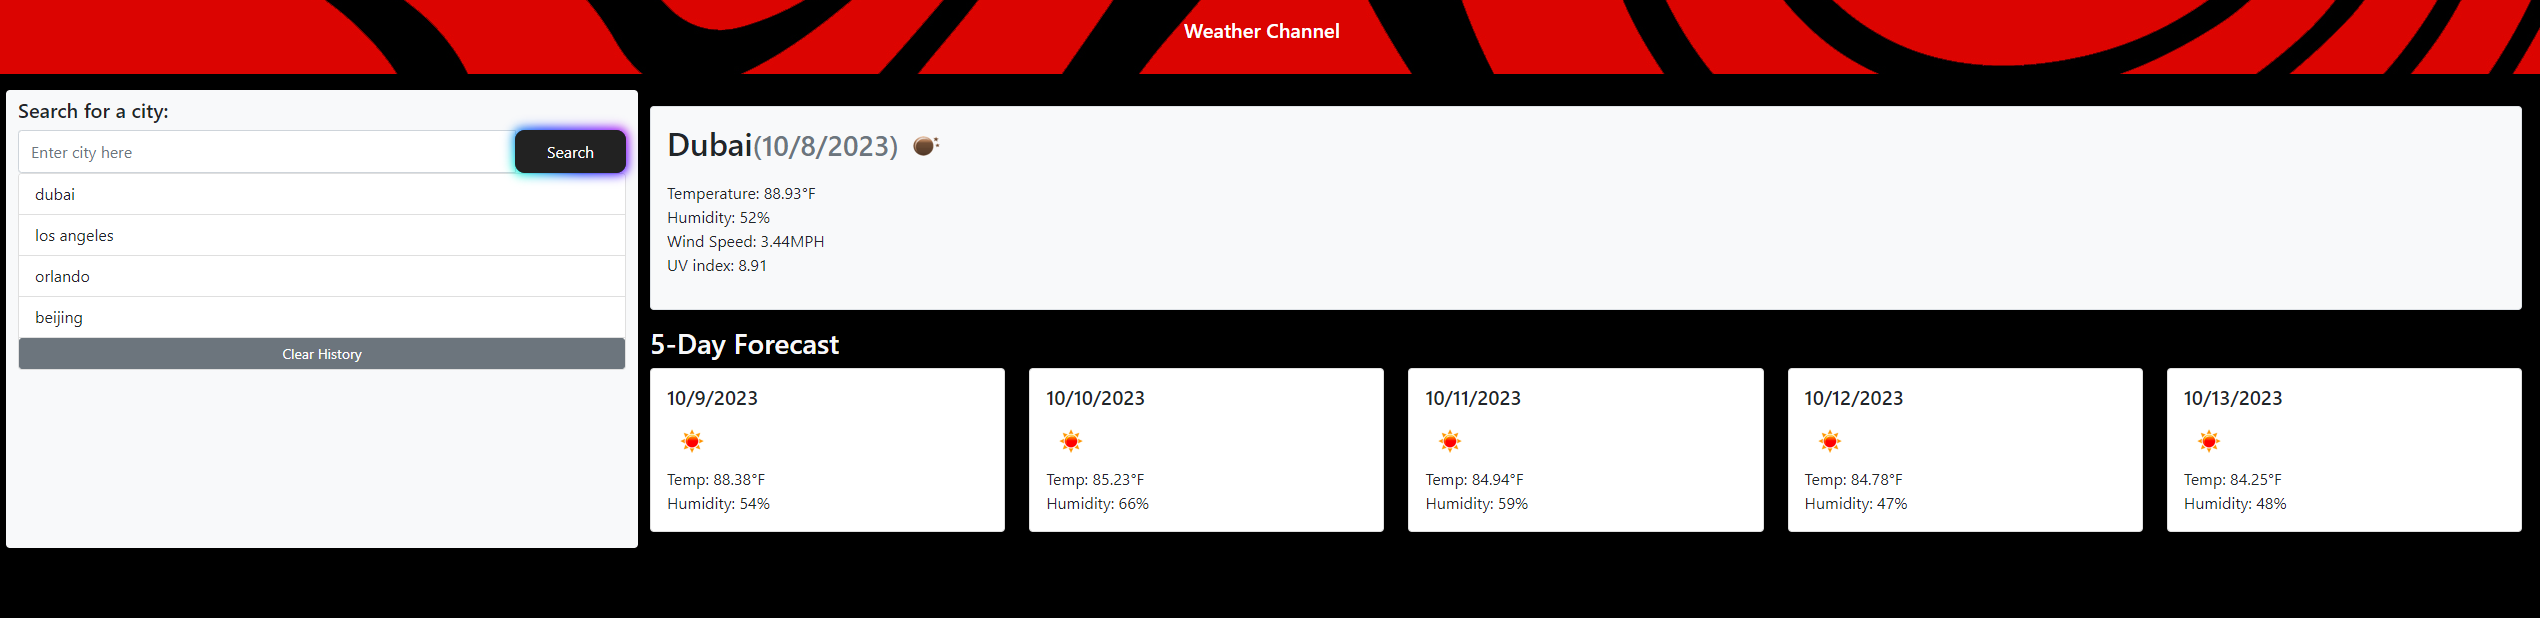 Weather Channel
Search for a city:
Enter city here
Search
dubai
los angeles
orlando
beijing
Clear History
Dubai(10/8/2023)
Temperature: 88.93°F
Humidity: 52%
Wind Speed: 3.44MPH
UV index: 8.91
5-Day Forecast
10/9/2023
Temp: 88.38°F
Humidity: 54%
10/10/2023
Temp: 85.23°F
Humidity: 66%
10/11/2023
Temp: 84.94°F
Humidity: 59%
10/12/2023
Temp: 84.78°F
Humidity: 47%
10/13/2023
Temp: 84.25°F
Humidity: 48%